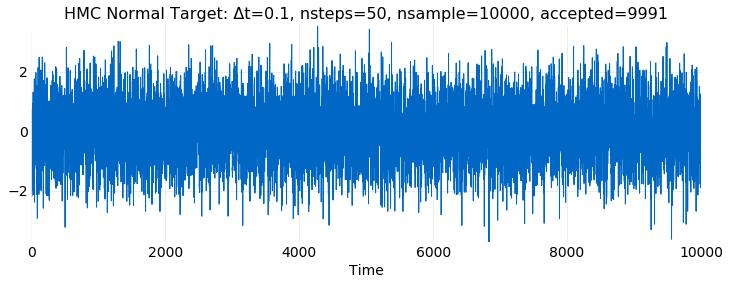 HMC Normal Target: Δt=0.1, nsteps=50, nsample=10000, accepted=9991
2
0
−2
0 2000 4000 6000 8000 10000
Time